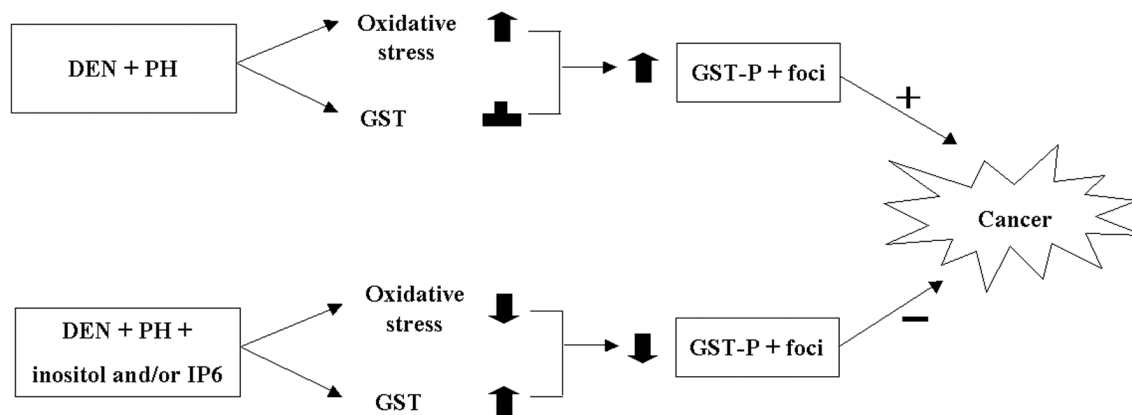 Oxidative
stress
DEN + PH
GST
GST-P + foci
+
Cancer
Oxidative
stress
DEN + PH +
inositol and/or IP6
GST
GST-P + foci
−